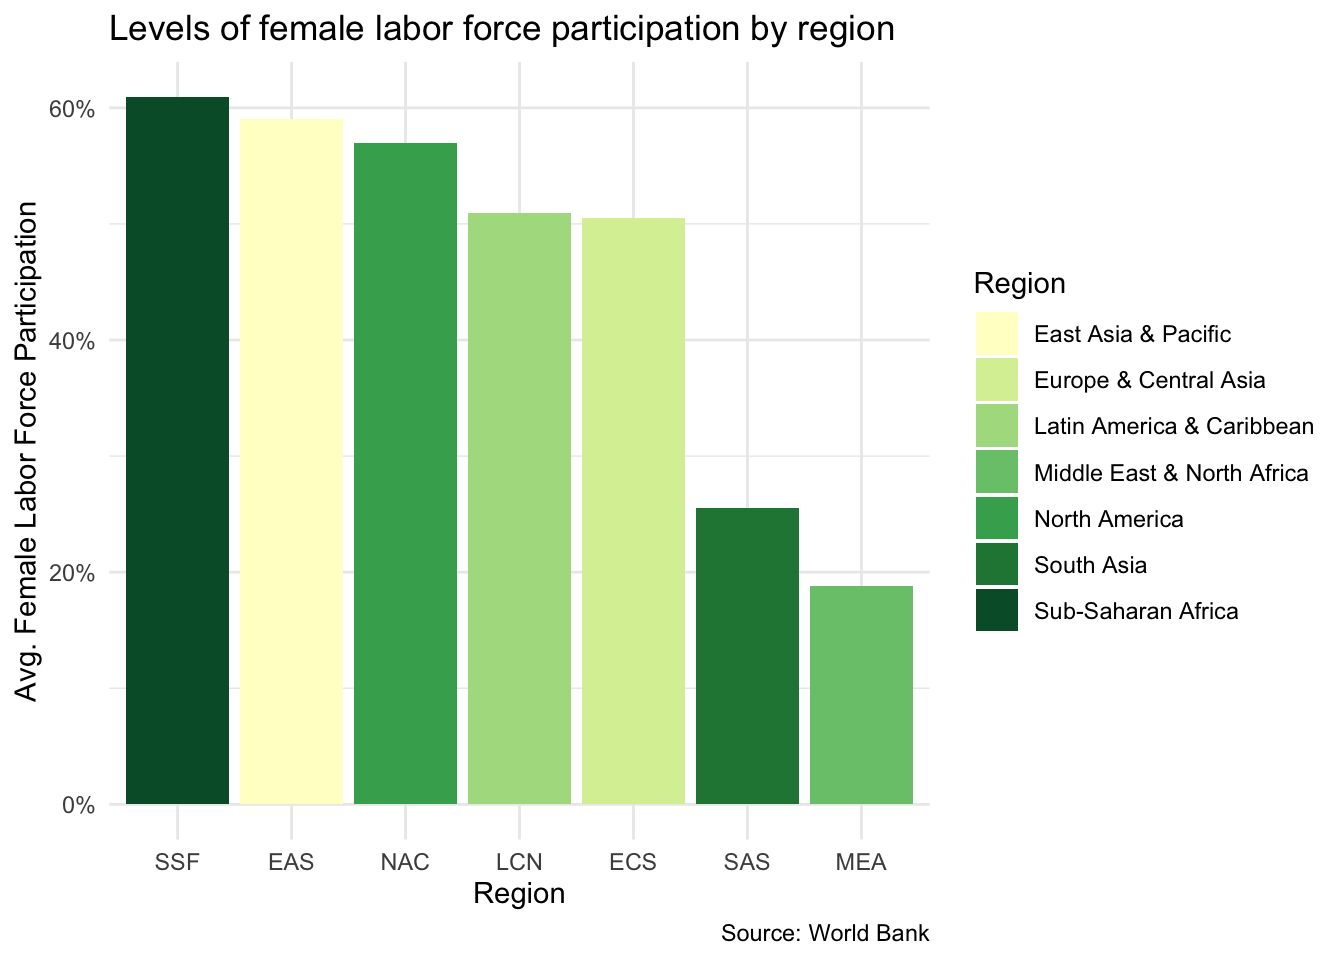 Levels of female labor force participation by region
Avg. Female Labor Force Participation
60%
40%
20%
0%
SSF EAS NAC LCN ECS SAS MEA
Region
Source: World Bank
Region
East Asia & Pacific
Europe & Central Asia
Latin America & Caribbean
Middle East & North Africa
North America
South Asia
Sub-Saharan Africa